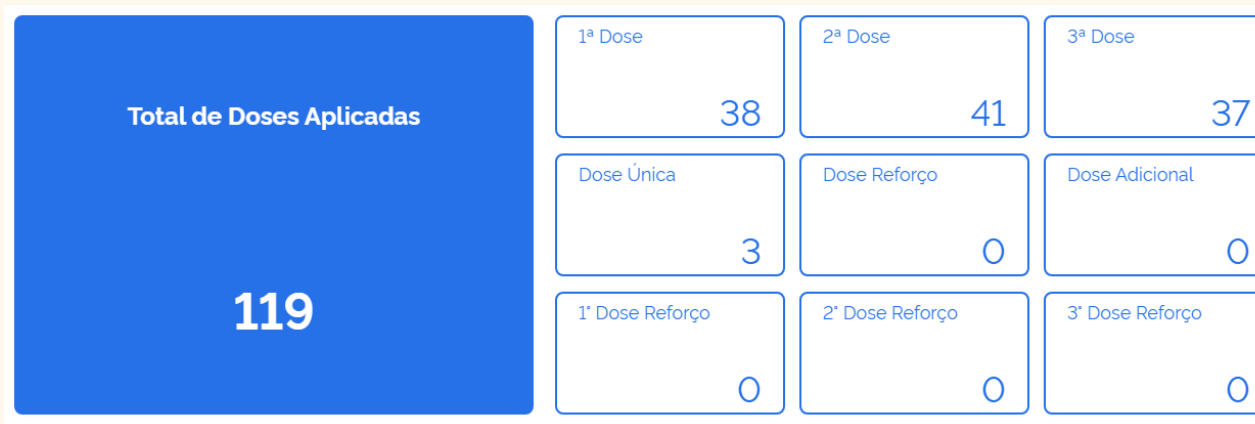 Total de Doses Aplicadas
119
1ª Dose
38
2ª Dose
41
3ª Dose
37
Dose Única
3
Dose Reforço
0
Dose Adicional
0
1° Dose Reforço
0
2° Dose Reforço
0
3° Dose Reforço
0